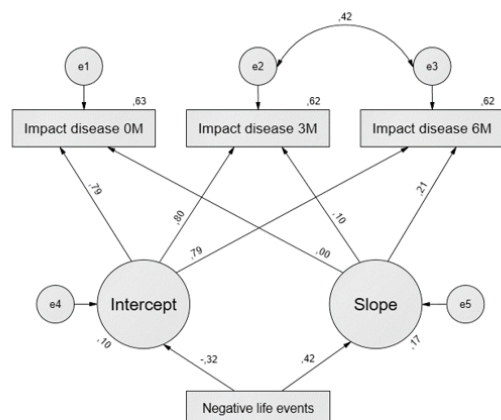 ,42
e1
e2
e3
,63
,62
,62
Impact disease 0M
Impact disease 3M
Impact disease 6M
,79
,80
,79
,00
,10
,21
e4
Intercept
Slope
e5
,10
,17
-,32
,42
Negative life events